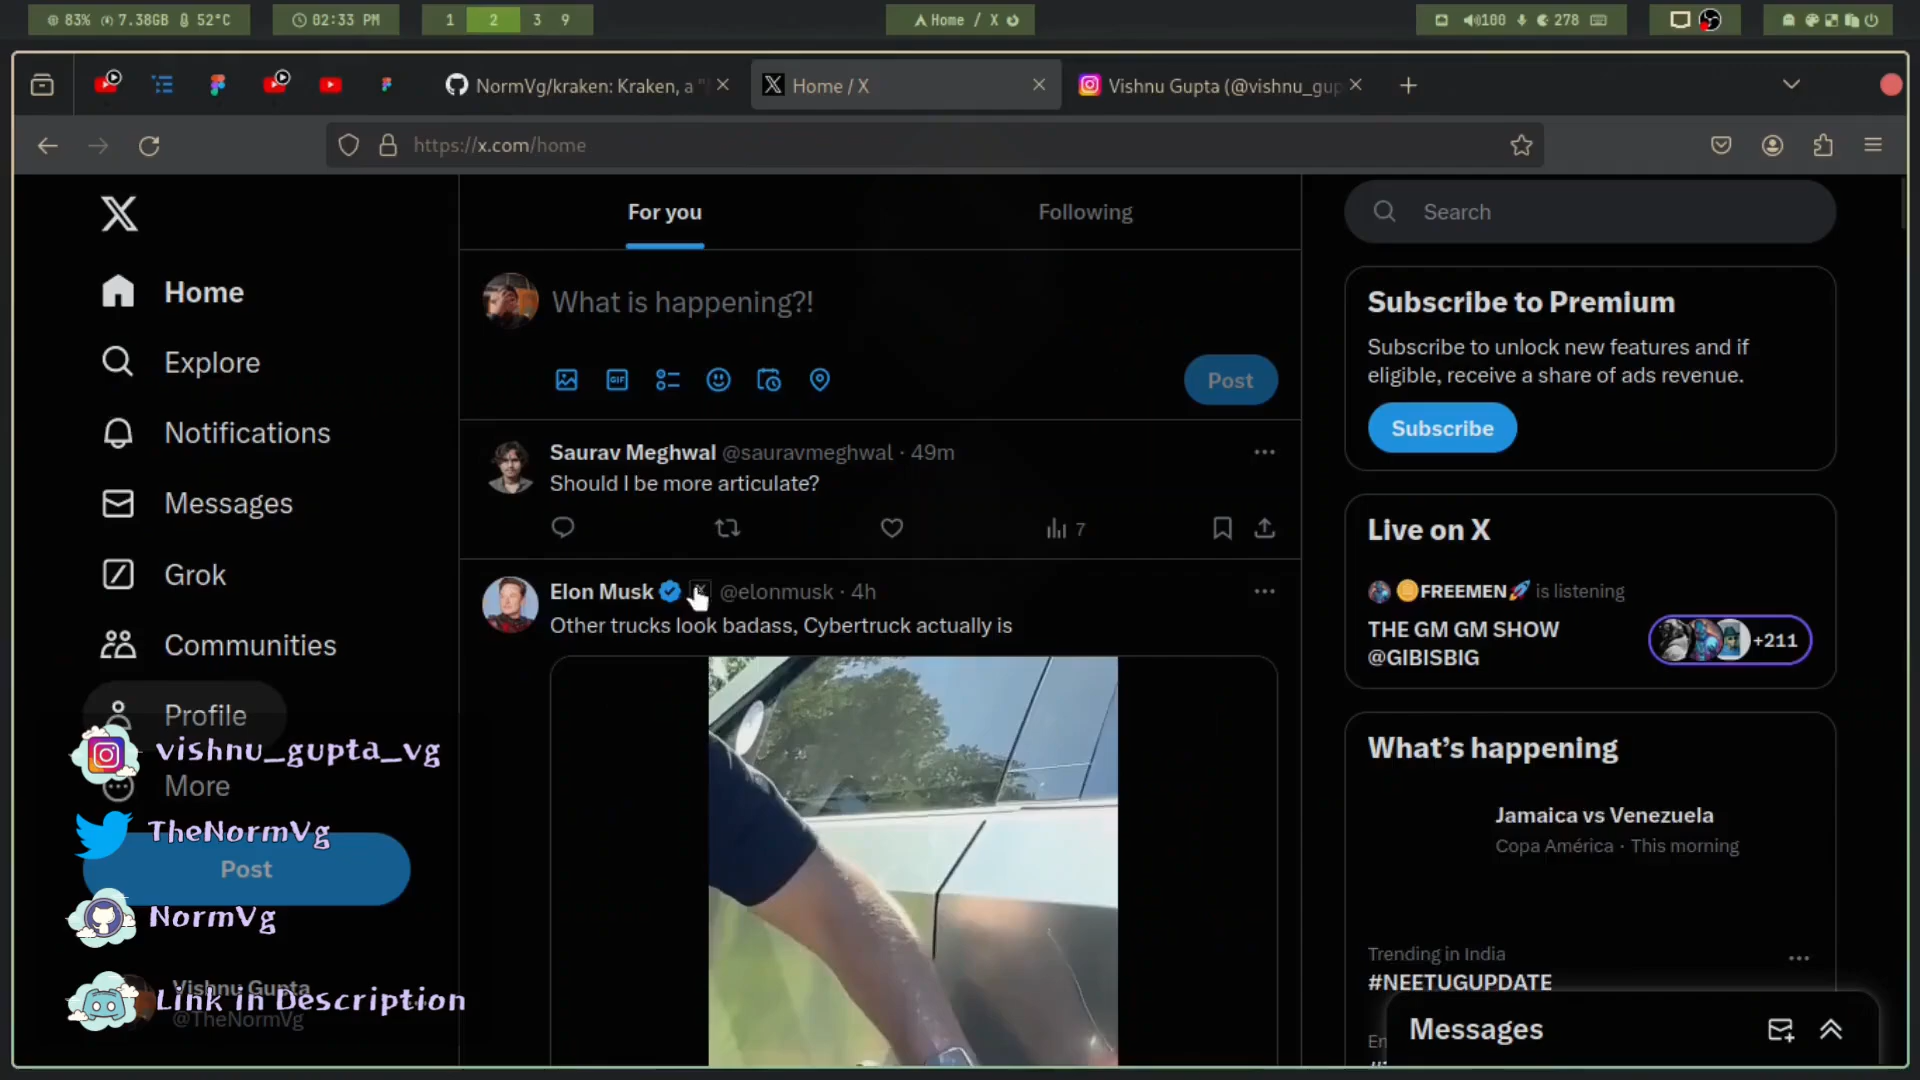 83% 7.38GB 52°C
02:33 PM
1 2 3 9
Home / X
100 278
NormVg/kraken: Kraken, a "
Home / X
Vishnu Gupta (@vishnu_gup
https://x.com/home
For you
Following
Search
Home
Explore
Notifications
Messages
Grok
Communities
Profile
More
Post
vishnu_gupta_vg
TheNormVg
NormVg
Link in Description
Vishnu Gupta
@TheNormVg
What is happening?!
GIF
Post
Saurav Meghwal @sauravmeghwal · 49m
Should I be more articulate?
7
Elon Musk @elonmusk · 4h
Other trucks look badass, Cybertruck actually is
Subscribe to Premium
Subscribe to unlock new features and if
eligible, receive a share of ads revenue.
Subscribe
Live on X
FREEMEN is listening
THE GM GM SHOW
@GIBISBIG
+211
What's happening
Jamaica vs Venezuela
Copa América · This morning
Trending in India
#NEETUGUPDATE
Messages